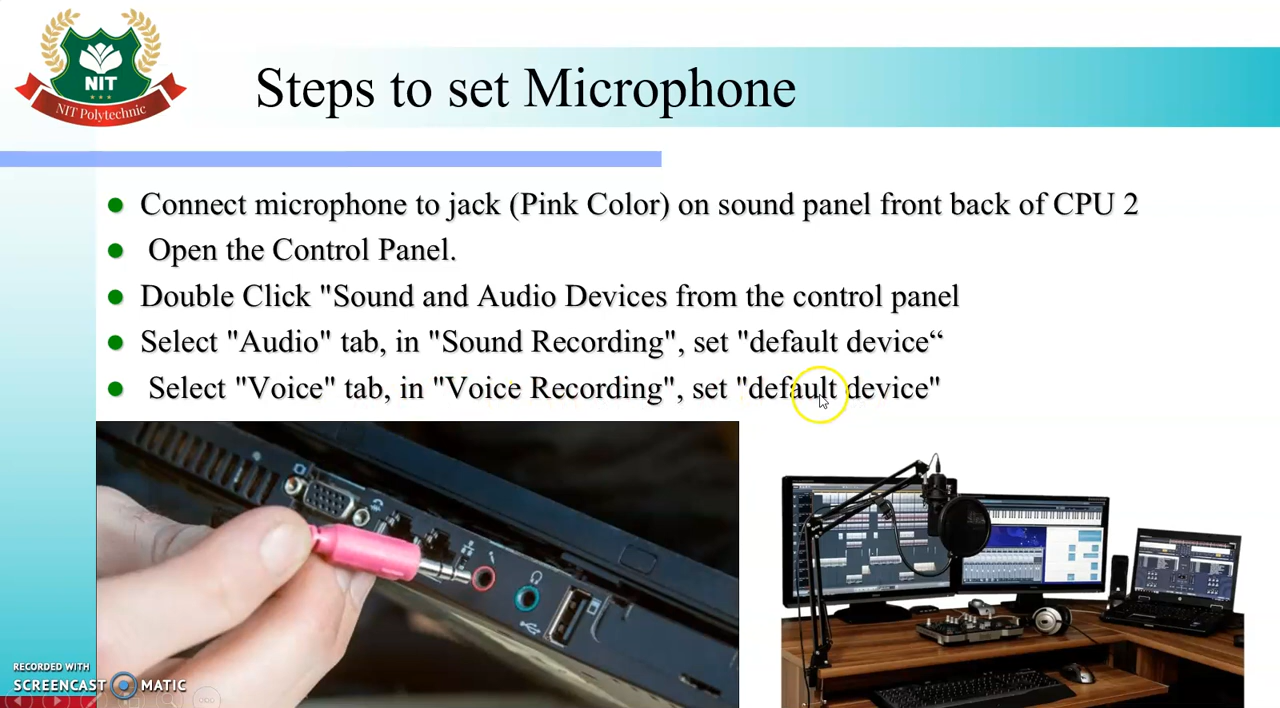 NIT
NIT Polytechnic
Steps to set Microphone
Connect microphone to jack (Pink Color) on sound panel front back of CPU 2
Open the Control Panel.
Double Click "Sound and Audio Devices from the control panel
Select "Audio" tab, in "Sound Recording", set "default device“
Select "Voice" tab, in "Voice Recording", set "default device"
RECORDED WITH
SCREENCAST MATIC